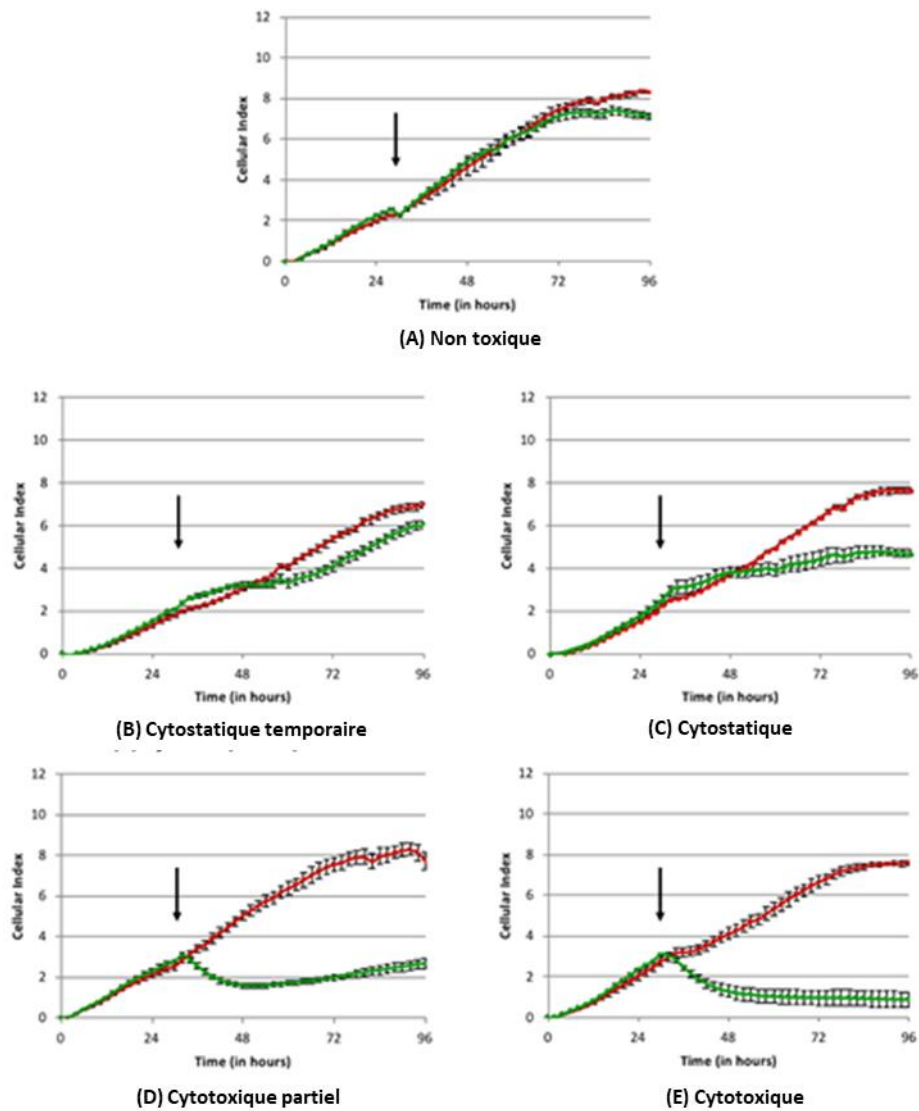 12
10
8
6
4
2
0
Cellular Index
0 24 48 72 96
Time (in hours)
(A) Non toxique
12
10
8
6
4
2
0
Cellular Index
0 24 48 72 96
Time (in hours)
(B) Cytostatique temporaire
12
10
8
6
4
2
0
Cellular Index
0 24 48 72 96
Time (in hours)
(C) Cytostatique
12
10
8
6
4
2
0
Cellular Index
0 24 48 72 96
Time (in hours)
(D) Cytotoxique partiel
12
10
8
6
4
2
0
Cellular Index
0 24 48 72 96
Time (in hours)
(E) Cytotoxique